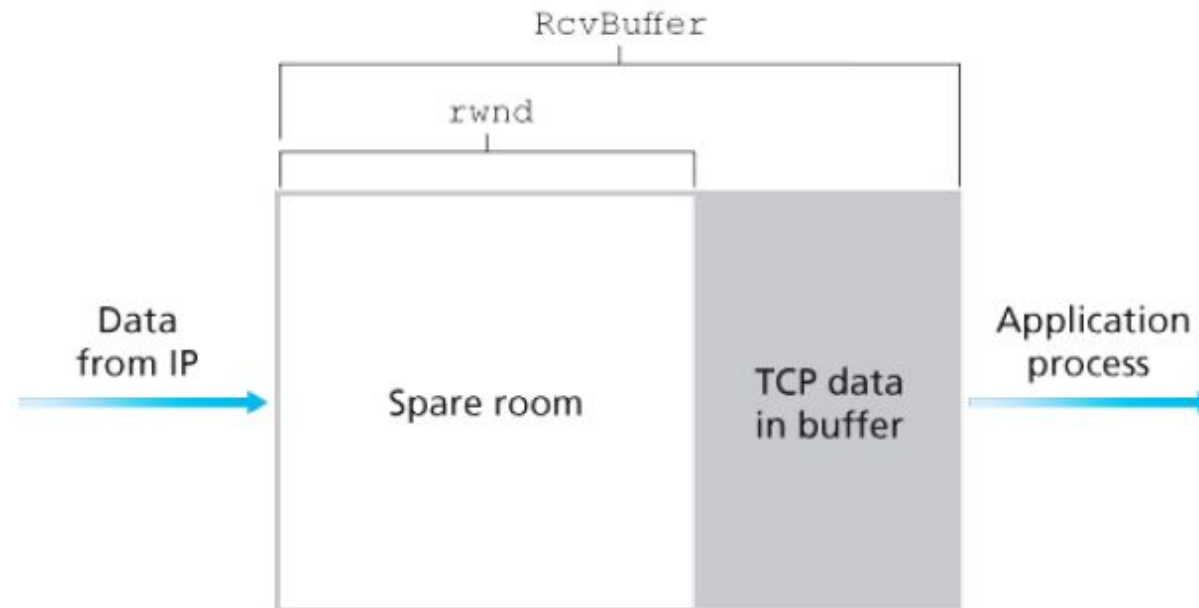 RcvBuffer
rwnd
Data
from IP
Spare room
TCP data
in buffer
Application
process